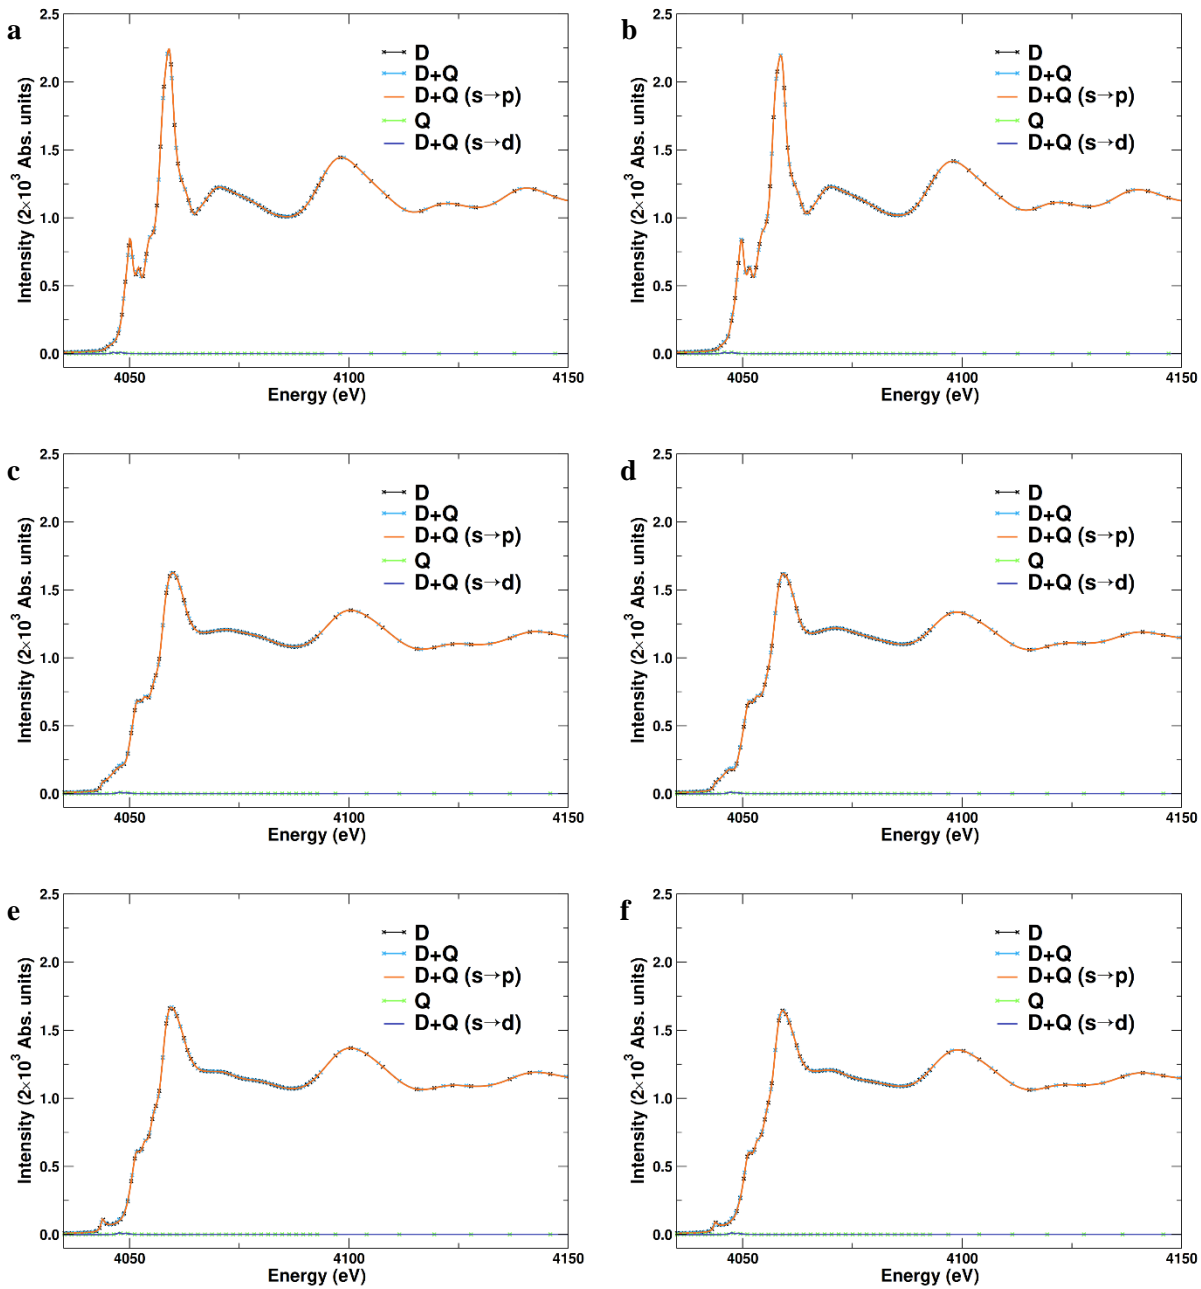 a
2.5
2.0
1.5
1.0
0.5
0.0
Intensity (2×10³ Abs. units)
D
D+Q
D+Q (s→p)
Q
D+Q (s→d)
4050
4100
4150
Energy (eV)
b
2.5
2.0
1.5
1.0
0.5
0.0
Intensity (2×10³ Abs. units)
D
D+Q
D+Q (s→p)
Q
D+Q (s→d)
4050
4100
4150
Energy (eV)
c
2.5
2.0
1.5
1.0
0.5
0.0
Intensity (2×10³ Abs. units)
D
D+Q
D+Q (s→p)
Q
D+Q (s→d)
4050
4100
4150
Energy (eV)
d
2.5
2.0
1.5
1.0
0.5
0.0
Intensity (2×10³ Abs. units)
D
D+Q
D+Q (s→p)
Q
D+Q (s→d)
4050
4100
4150
Energy (eV)
e
2.5
2.0
1.5
1.0
0.5
0.0
Intensity (2×10³ Abs. units)
D
D+Q
D+Q (s→p)
Q
D+Q (s→d)
4050
4100
4150
Energy (eV)
f
2.5
2.0
1.5
1.0
0.5
0.0
Intensity (2×10³ Abs. units)
D
D+Q
D+Q (s→p)
Q
D+Q (s→d)
4050
4100
4150
Energy (eV)